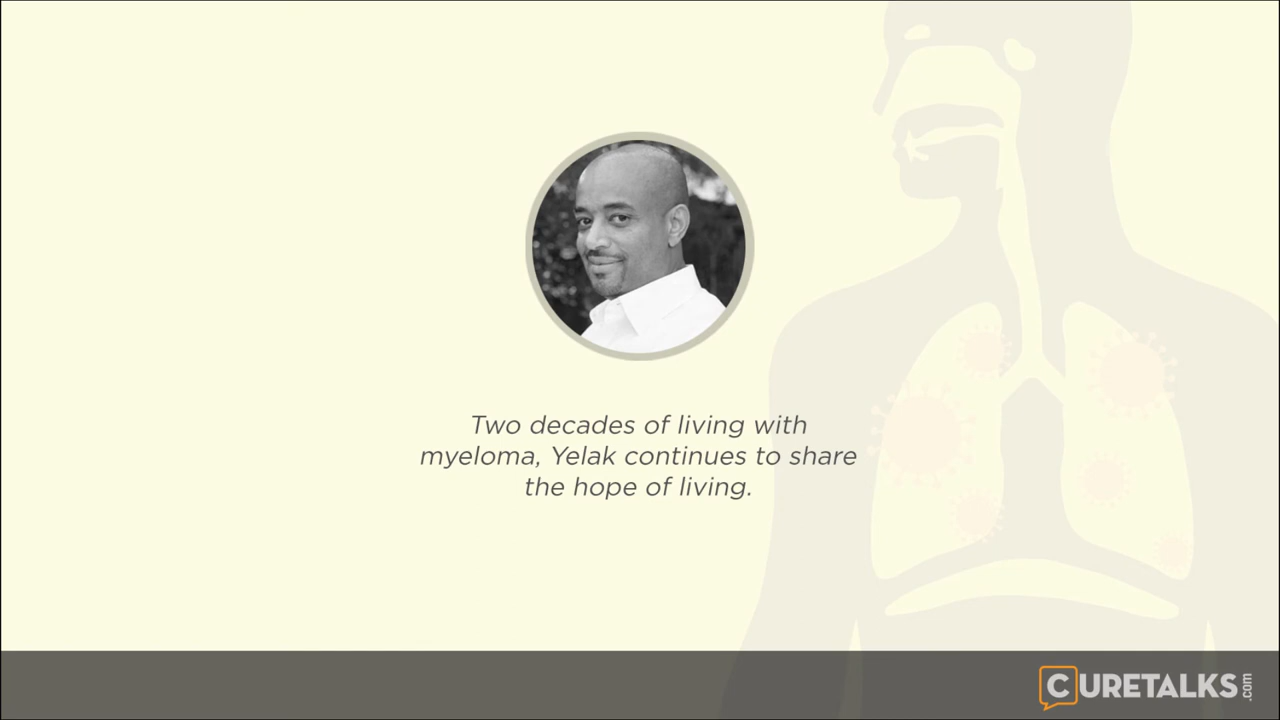 Two decades of living with
myeloma, Yelak continues to share
the hope of living.
CURETALKS.com